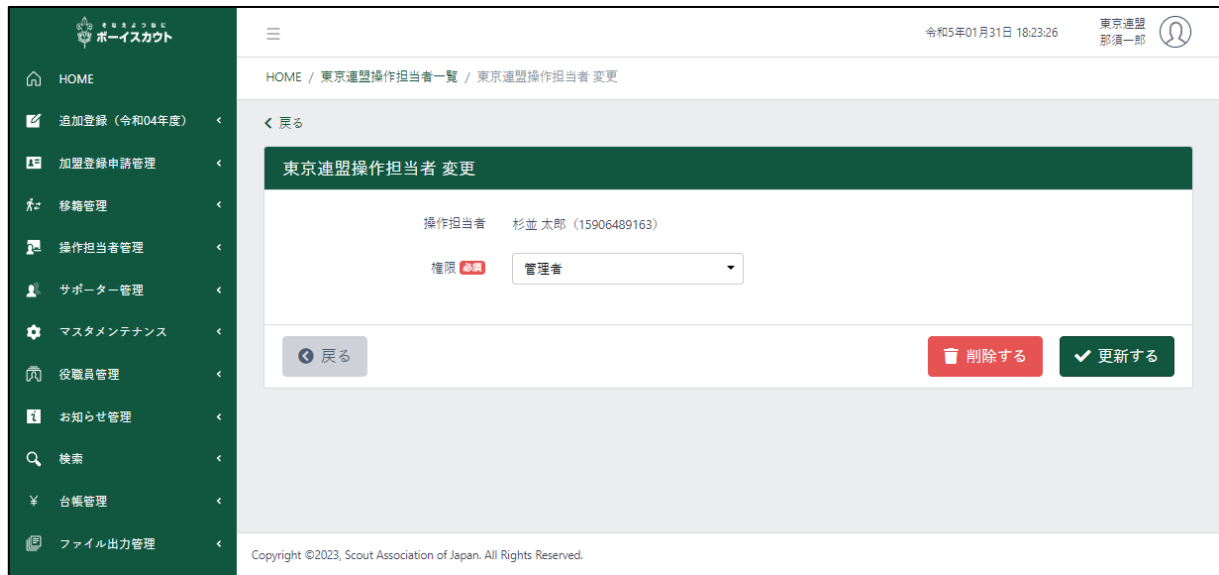 そなえよつねに
ボーイスカウト
令和5年01月31日 18:23:26
東京連盟
那須一郎
HOME
追加登録（令和04年度）
加盟登録申請管理
移籍管理
操作担当者管理
サポーター管理
マスタメンテナンス
役職員管理
お知らせ管理
検索
台帳管理
ファイル出力管理
HOME / 東京連盟操作担当者一覧 / 東京連盟操作担当者 変更
戻る
東京連盟操作担当者 変更
操作担当者 杉並 太郎（15906489163）
権限 必須 管理者
戻る 削除する 更新する
Copyright ©2023, Scout Association of Japan. All Rights Reserved.